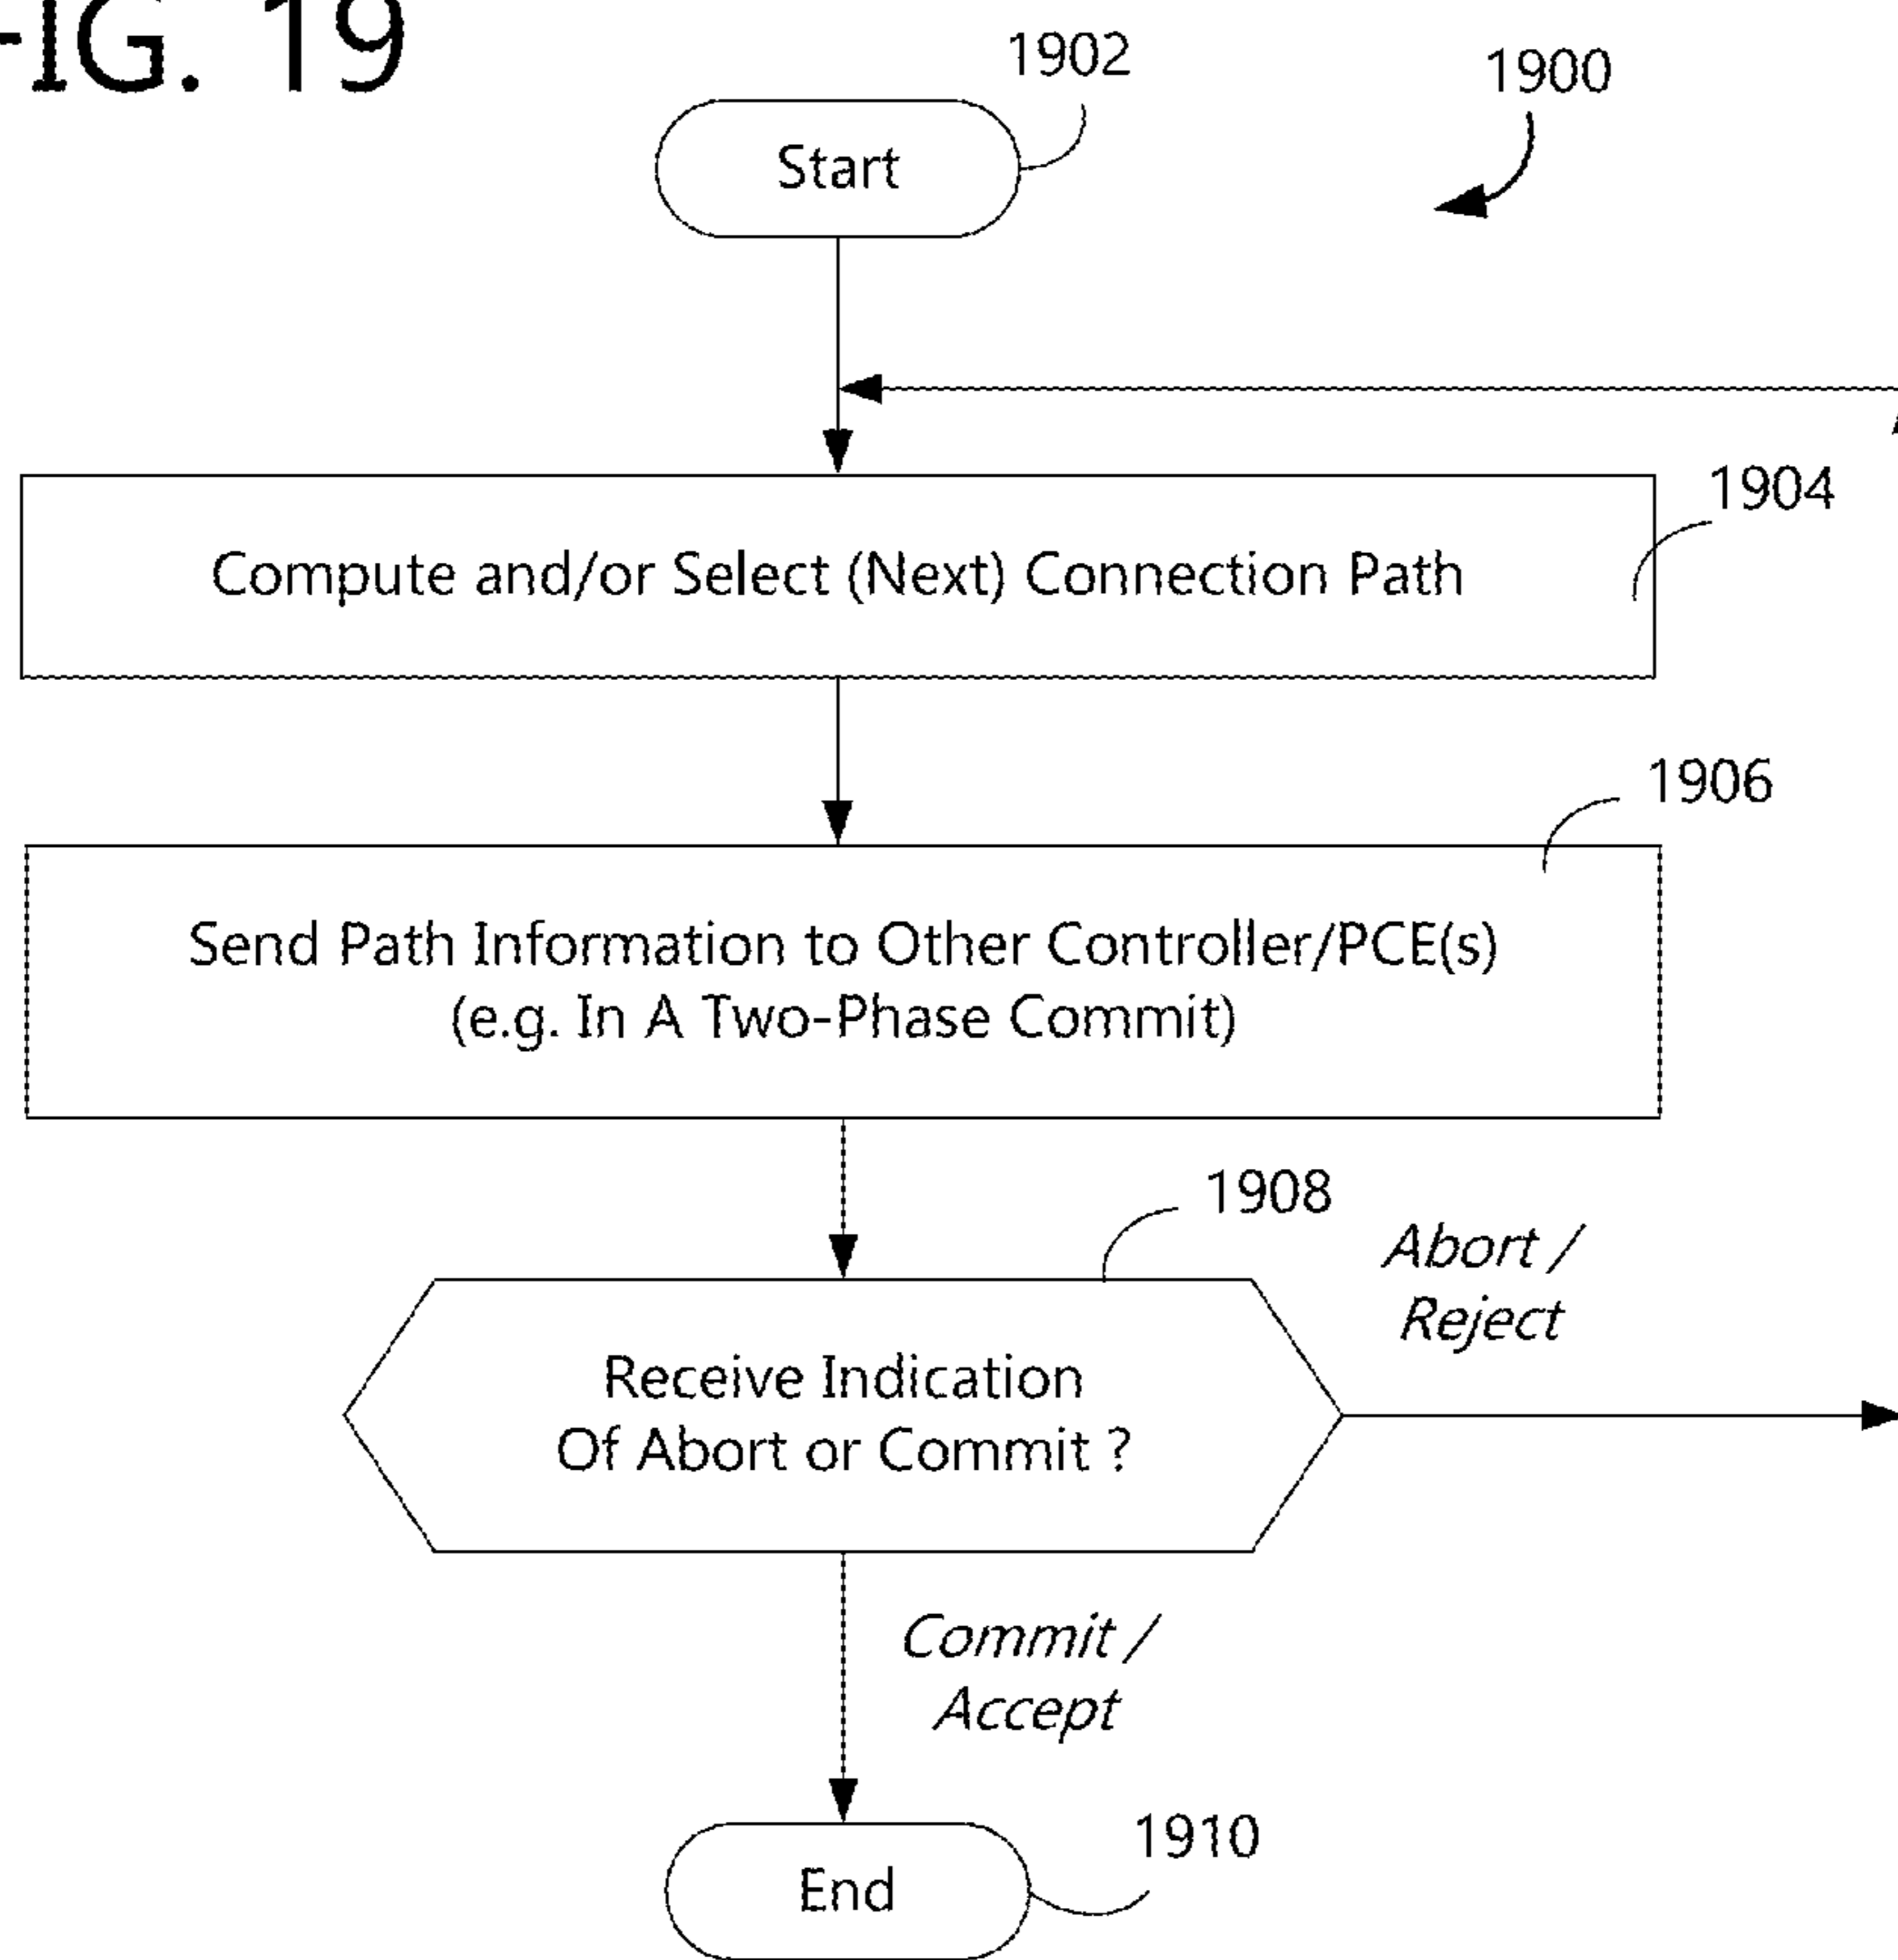 FIG. 19
1902
1900
Start
1904
Compute and/or Select (Next) Connection Path
1906
Send Path Information to Other Controller/PCE(s)
(e.g. In A Two-Phase Commit)
1908
Abort /
Reject
Receive Indication
Of Abort or Commit ?
Commit /
Accept
1910
End